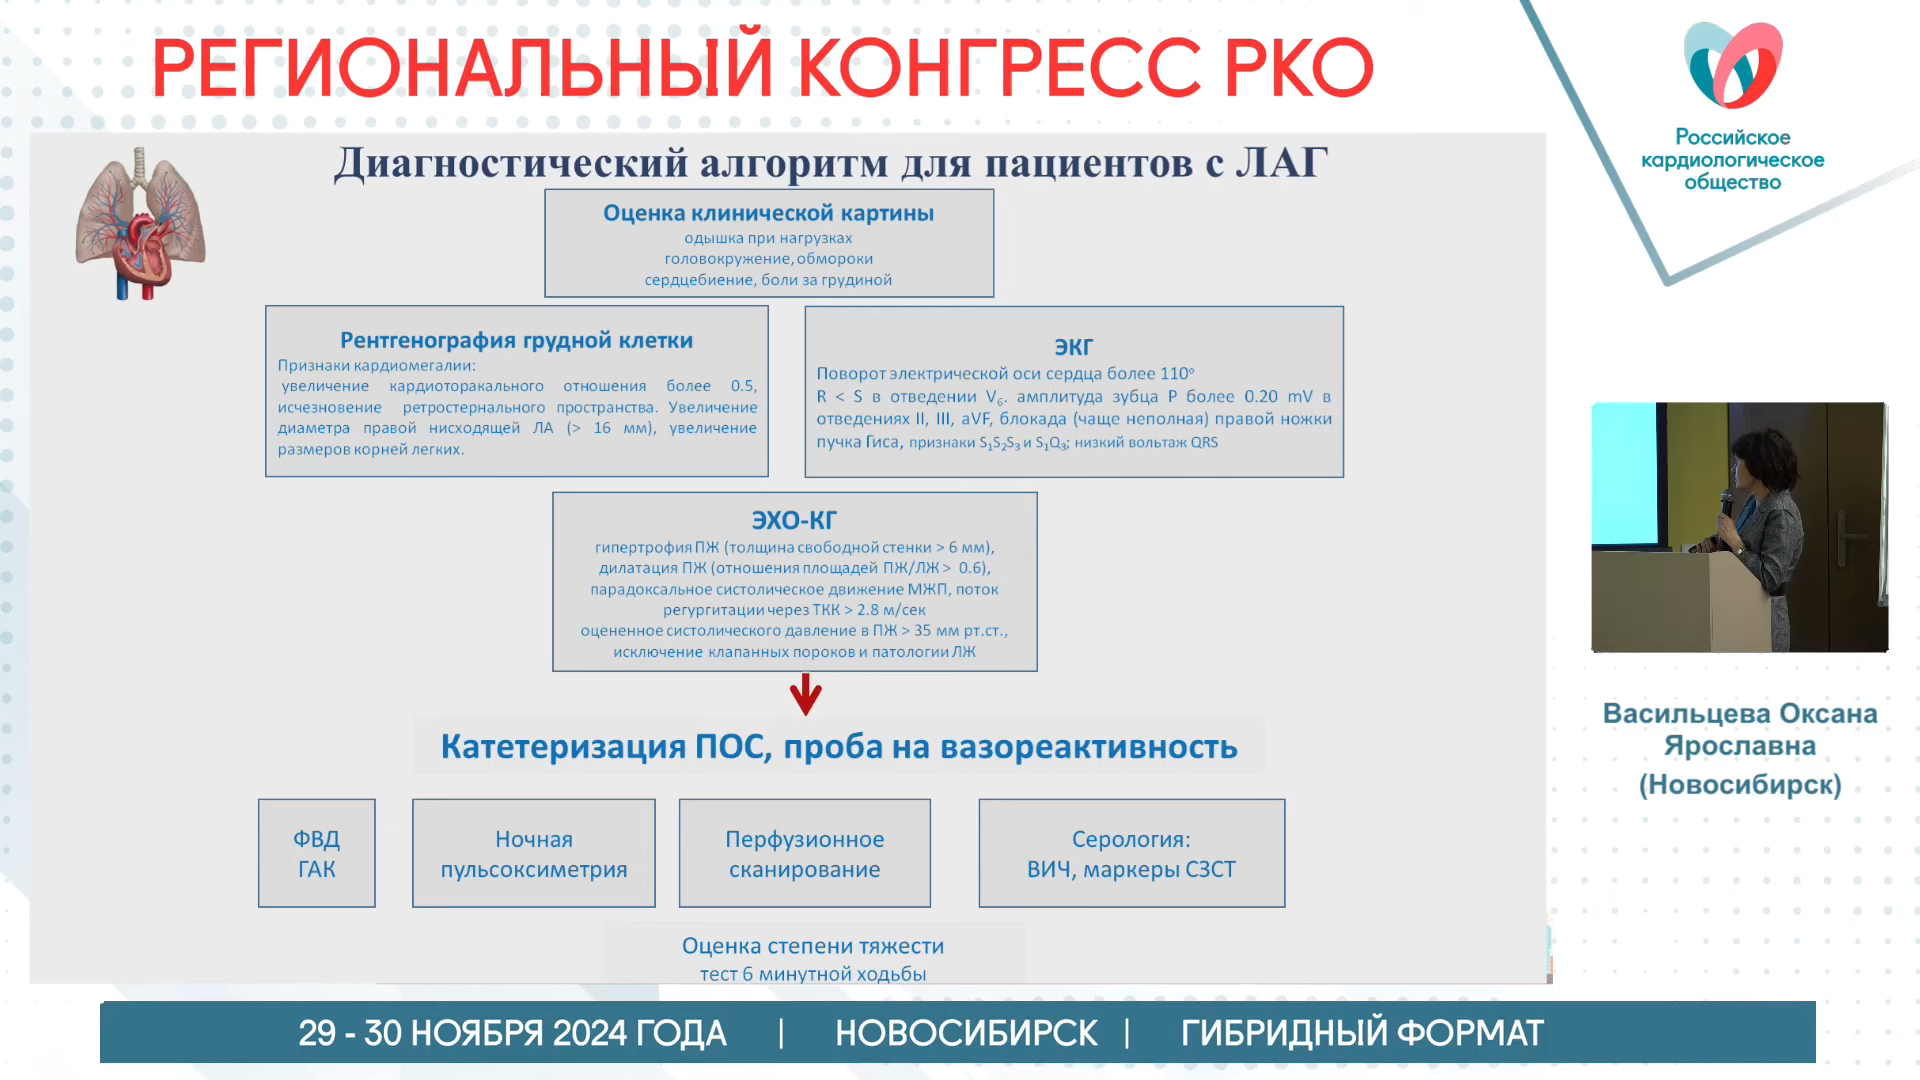 РЕГИОНАЛЬНЫЙ КОНГРЕСС РКО
Российское
кардиологическое
общество
Диагностический алгоритм для пациентов с ЛАГ
Оценка клинической картины
одышка при нагрузках
головокружение, обмороки
сердцебиение, боли за грудиной
Рентгенография грудной клетки
Признаки кардиомегалии:
увеличение кардиоторакального отношения более 0.5,
исчезновение ретростернального пространства. Увеличение
диаметра правой нисходящей ЛА (> 16 мм), увеличение
размеров корней легких.
ЭКГ
Поворот электрической оси сердца более 110°
R < S в отведении V₆. амплитуда зубца P более 0.20 mV в
отведениях II, III, aVF, блокада (чаще неполная) правой ножки
пучка Гиса, признаки S₁S₂S₃ и S₁Q₃; низкий вольтаж QRS
ЭХО-КГ
гипертрофия ПЖ (толщина свободной стенки > 6 мм),
дилатация ПЖ (отношения площадей ПЖ/ЛЖ > 0.6),
парадоксальное систолическое движение МЖП, поток
регургитации через ТКК > 2.8 м/сек
оцененное систолического давление в ПЖ > 35 мм рт.ст.,
исключение клапанных пороков и патологии ЛЖ
Катетеризация ПОС, проба на вазореактивность
ФВД
ГАК
Ночная
пульсоксиметрия
Перфузионное
сканирование
Серология:
ВИЧ, маркеры СЗСТ
Оценка степени тяжести
тест 6 минутной ходьбы
Васильцева Оксана
Ярославна
(Новосибирск)
29 - 30 НОЯБРЯ 2024 ГОДА | НОВОСИБИРСК | ГИБРИДНЫЙ ФОРМАТ